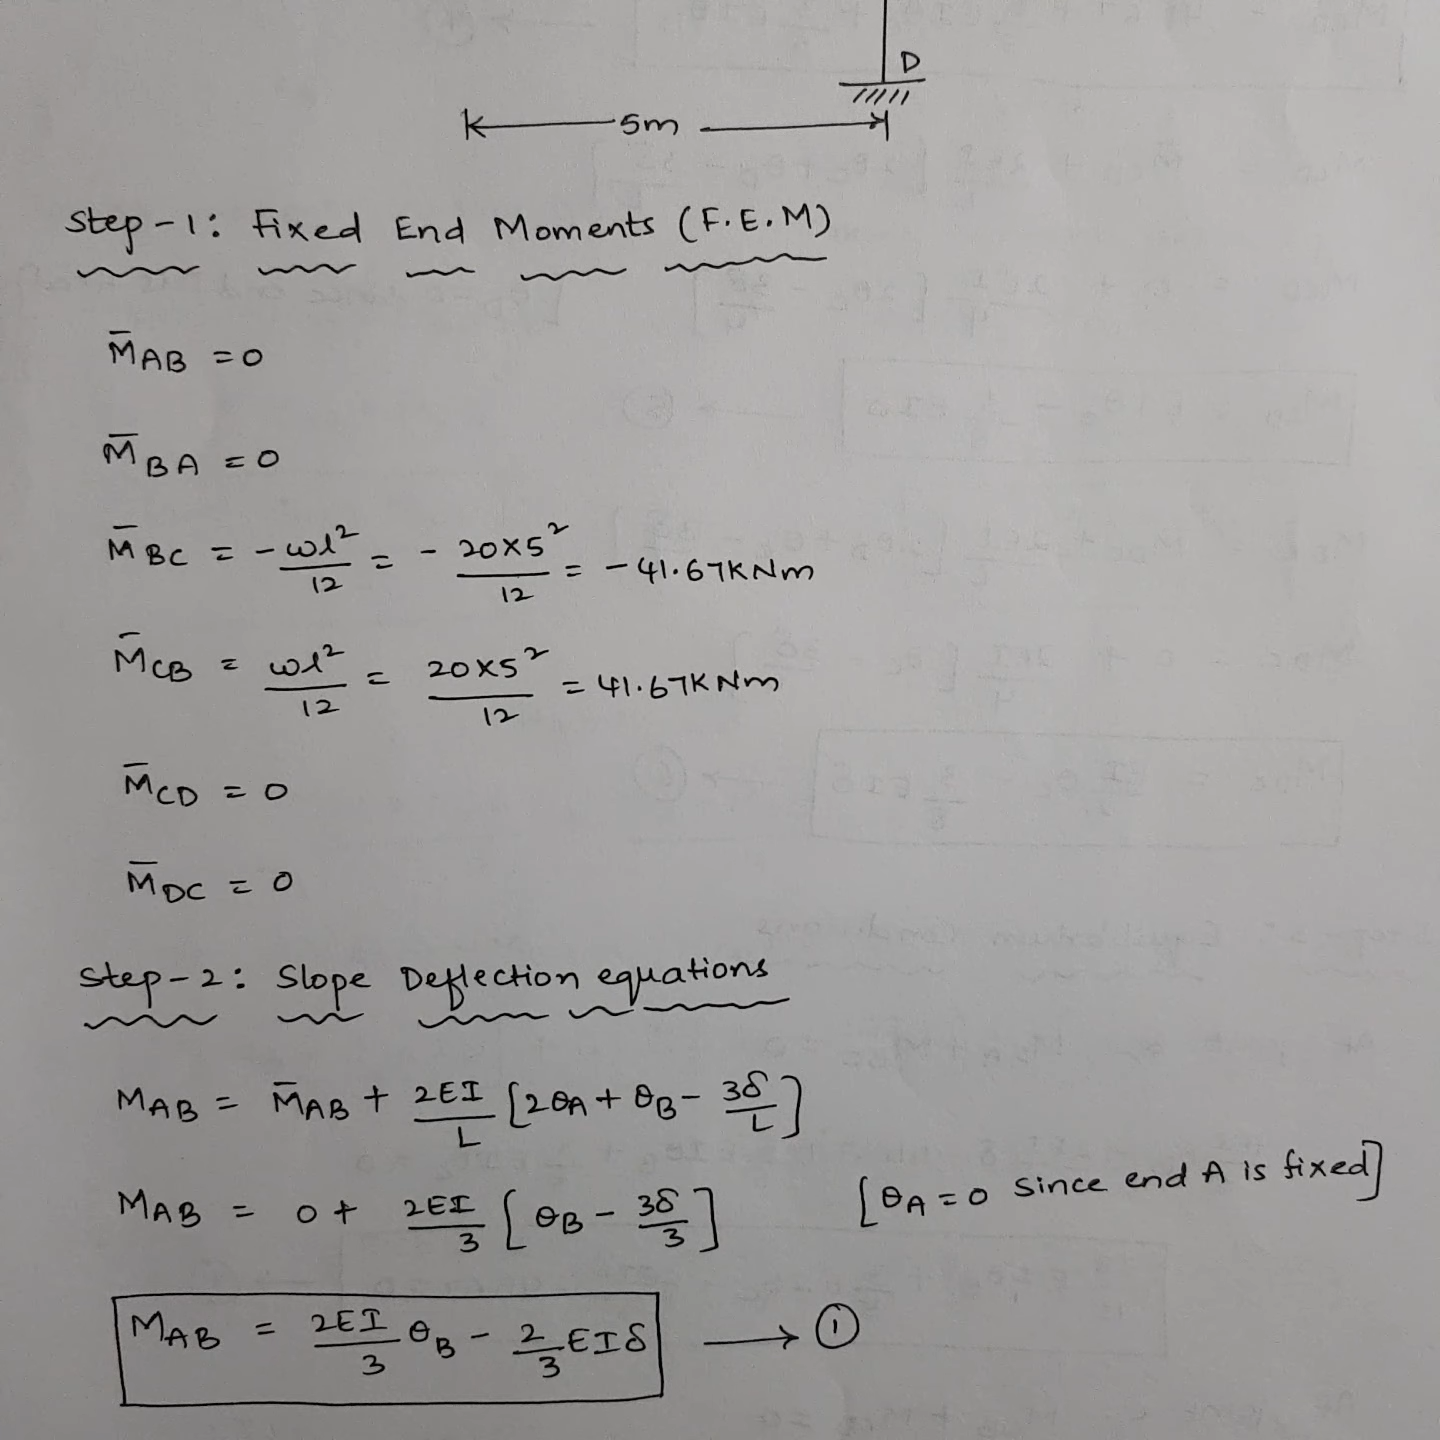 D
5m
Step-1: Fixed End Moments (F.E.M)
M̄AB = 0
M̄BA = 0
M̄BC = -ωl²/12 = - 20×5²/12 = -41.67KNm
M̄CB = ωl²/12 = 20×5²/12 = 41.67KNm
M̄CD = 0
M̄DC = 0
Step-2: Slope Deflection equations
MAB = M̄AB + 2EI/L [2θA + θB - 3δ/L]
MAB = 0 + 2EI/3 [θB - 3δ/3] [θA = 0 since end A is fixed]
MAB = 2EI/3 θB - 2/3 EIδ → ①